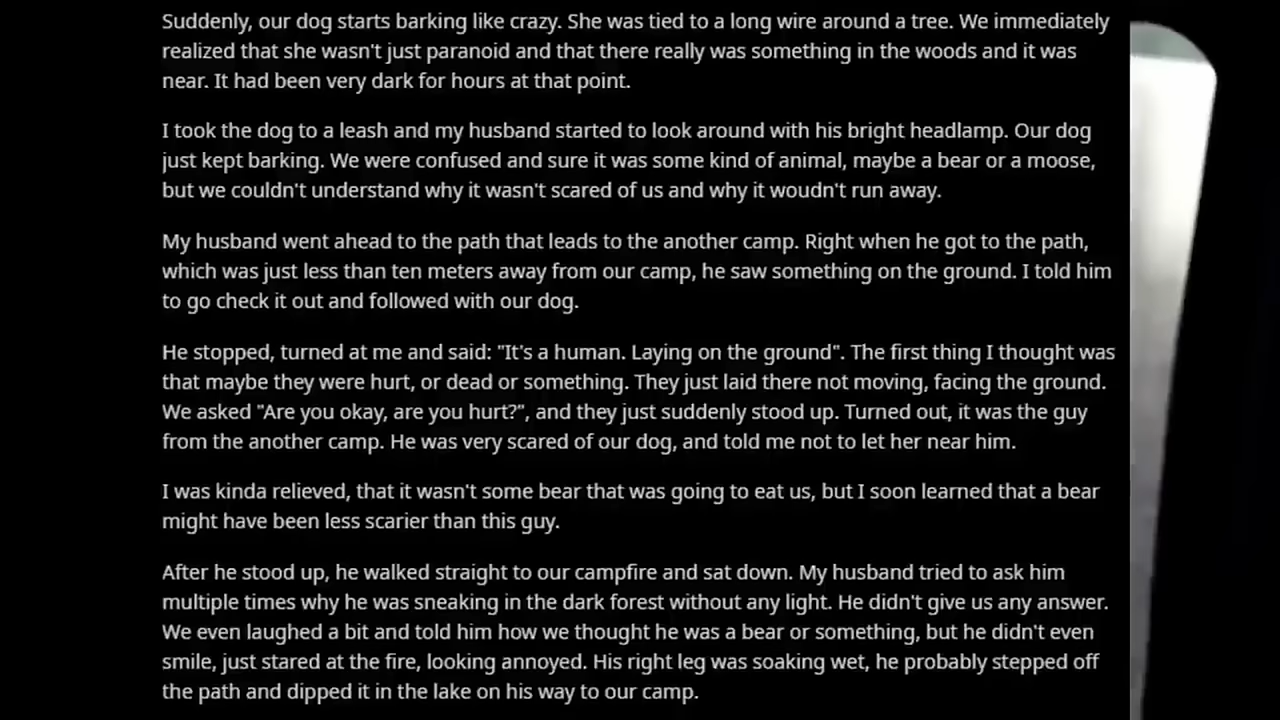 Suddenly, our dog starts barking like crazy. She was tied to a long wire around a tree. We immediately
realized that she wasn't just paranoid and that there really was something in the woods and it was
near. It had been very dark for hours at that point.
I took the dog to a leash and my husband started to look around with his bright headlamp. Our dog
just kept barking. We were confused and sure it was some kind of animal, maybe a bear or a moose,
but we couldn't understand why it wasn't scared of us and why it woudn't run away.
My husband went ahead to the path that leads to the another camp. Right when he got to the path,
which was just less than ten meters away from our camp, he saw something on the ground. I told him
to go check it out and followed with our dog.
He stopped, turned at me and said: "It's a human. Laying on the ground". The first thing I thought was
that maybe they were hurt, or dead or something. They just laid there not moving, facing the ground.
We asked "Are you okay, are you hurt?", and they just suddenly stood up. Turned out, it was the guy
from the another camp. He was very scared of our dog, and told me not to let her near him.
I was kinda relieved, that it wasn't some bear that was going to eat us, but I soon learned that a bear
might have been less scarier than this guy.
After he stood up, he walked straight to our campfire and sat down. My husband tried to ask him
multiple times why he was sneaking in the dark forest without any light. He didn't give us any answer.
We even laughed a bit and told him how we thought he was a bear or something, but he didn't even
smile, just stared at the fire, looking annoyed. His right leg was soaking wet, he probably stepped off
the path and dipped it in the lake on his way to our camp.